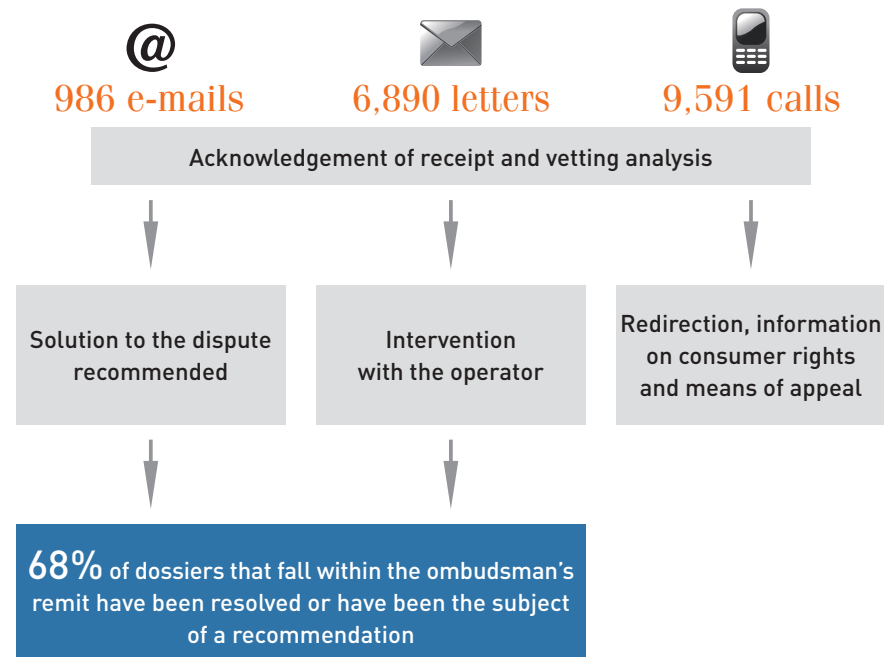 @
986 e-mails
6,890 letters
9,591 calls
Acknowledgement of receipt and vetting analysis
Solution to the dispute
recommended
Intervention
with the operator
Redirection, information
on consumer rights
and means of appeal
68% of dossiers that fall within the ombudsman's
remit have been resolved or have been the subject
of a recommendation